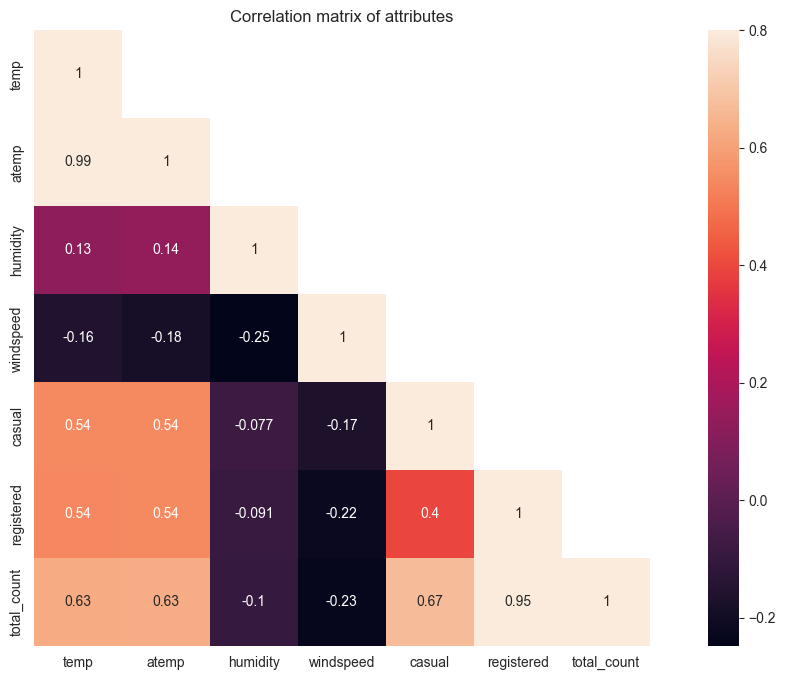 Correlation matrix of attributes
temp
1
atemp
0.99 1
humidity
0.13 0.14 1
windspeed
-0.16 -0.18 -0.25 1
casual
0.54 0.54 -0.077 -0.17 1
registered
0.54 0.54 -0.091 -0.22 0.4 1
total_count
0.63 0.63 -0.1 -0.23 0.67 0.95 1
temp atemp humidity windspeed casual registered total_count
0.8
0.6
0.4
0.2
0.0
−0.2